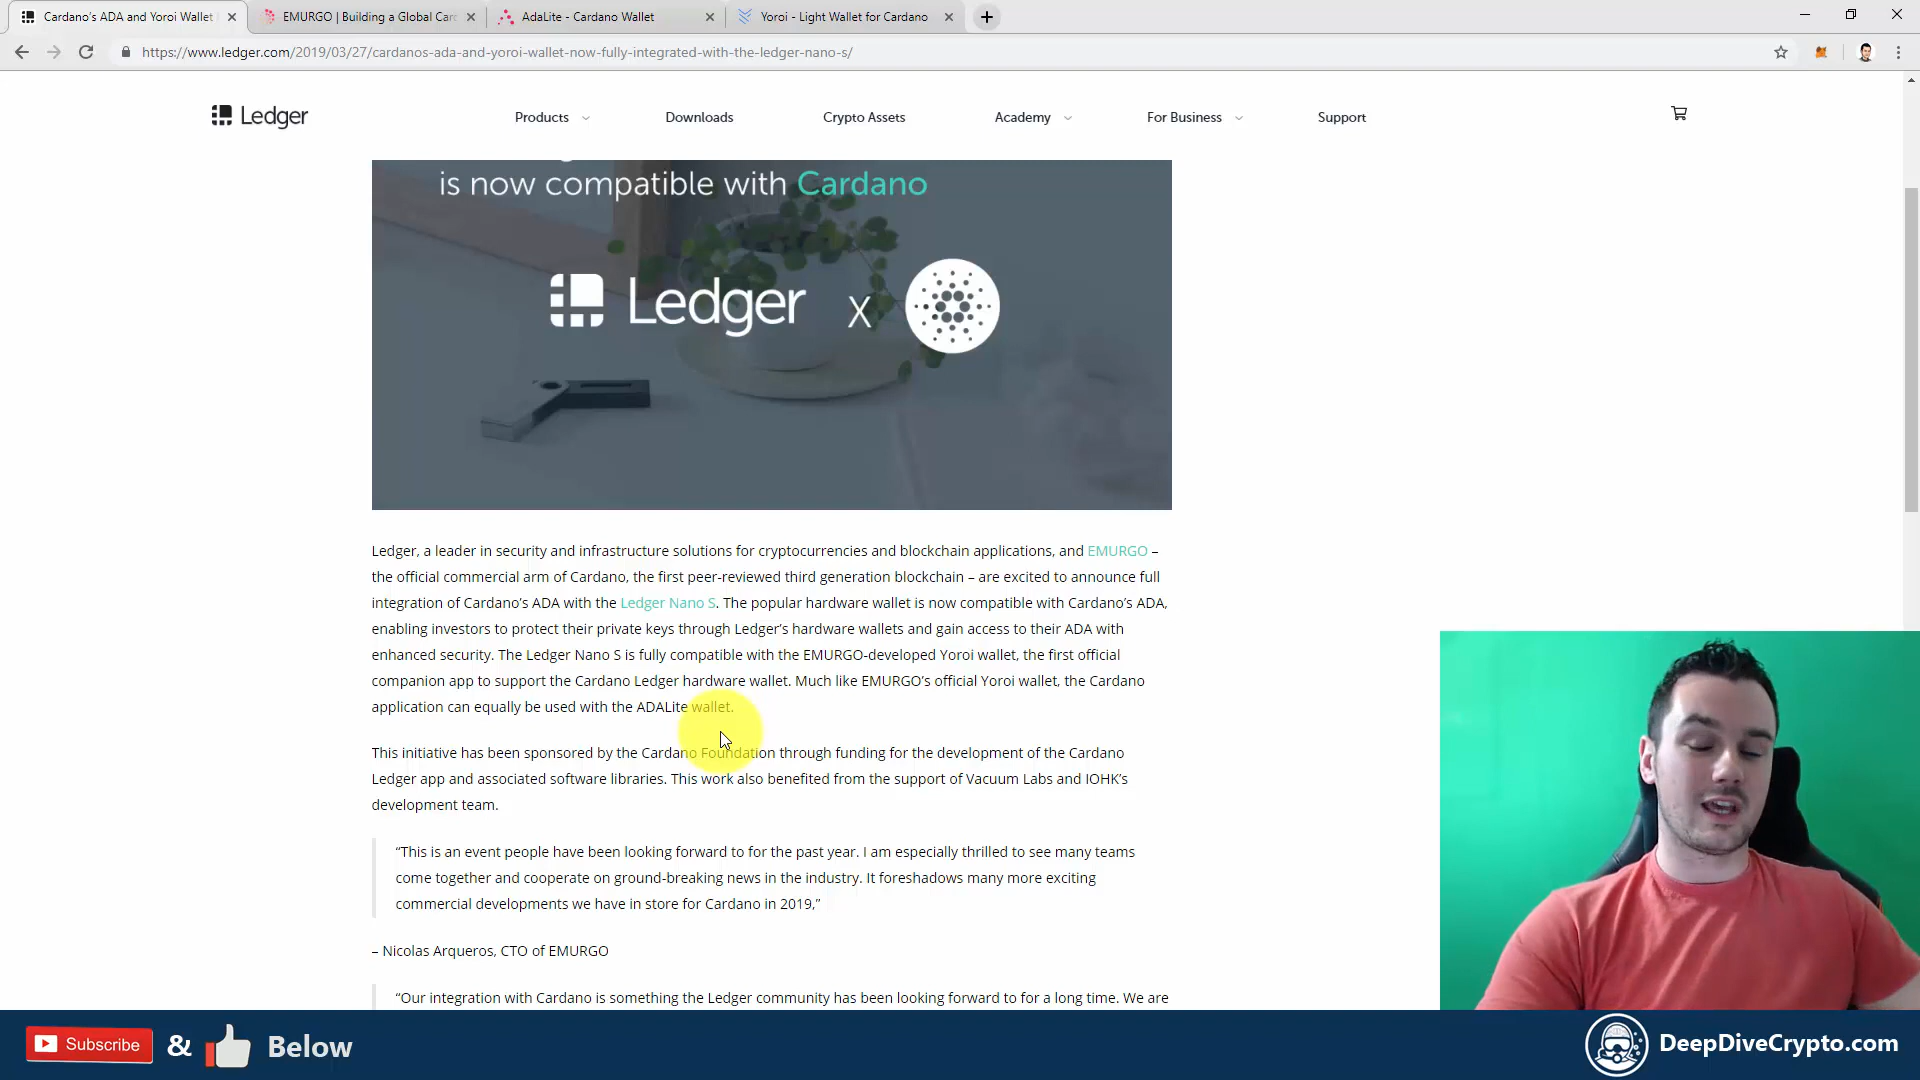 Cardano's ADA and Yoroi Wallet
EMURGO | Building a Global Car
AdaLite - Cardano Wallet
Yoroi - Light Wallet for Cardano
https://www.ledger.com/2019/03/27/cardanos-ada-and-yoroi-wallet-now-fully-integrated-with-the-ledger-nano-s/
Ledger
Products
Downloads
Crypto Assets
Academy
For Business
Support
is now compatible with Cardano
Ledger X
Ledger, a leader in security and infrastructure solutions for cryptocurrencies and blockchain applications, and EMURGO –
the official commercial arm of Cardano, the first peer-reviewed third generation blockchain – are excited to announce full
integration of Cardano's ADA with the Ledger Nano S. The popular hardware wallet is now compatible with Cardano's ADA,
enabling investors to protect their private keys through Ledger's hardware wallets and gain access to their ADA with
enhanced security. The Ledger Nano S is fully compatible with the EMURGO-developed Yoroi wallet, the first official
companion app to support the Cardano Ledger hardware wallet. Much like EMURGO's official Yoroi wallet, the Cardano
application can equally be used with the ADALite wallet.
This initiative has been sponsored by the Cardano Foundation through funding for the development of the Cardano
Ledger app and associated software libraries. This work also benefited from the support of Vacuum Labs and IOHK's
development team.
“This is an event people have been looking forward to for the past year. I am especially thrilled to see many teams
come together and cooperate on ground-breaking news in the industry. It foreshadows many more exciting
commercial developments we have in store for Cardano in 2019,”
– Nicolas Arqueros, CTO of EMURGO
“Our integration with Cardano is something the Ledger community has been looking forward to for a long time. We are
Subscribe & Below
DeepDiveCrypto.com